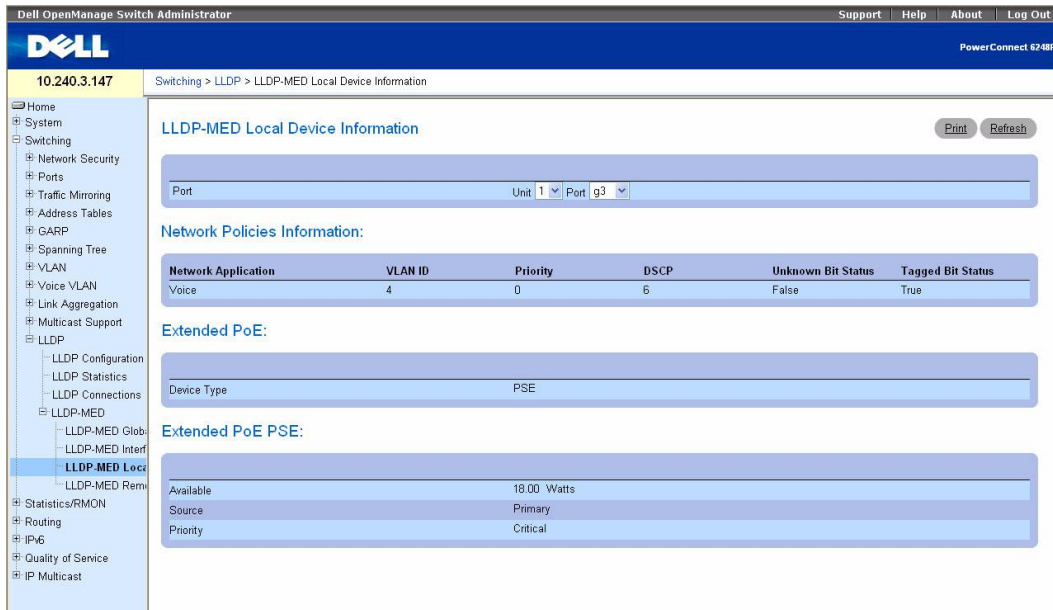 Dell OpenManage Switch Administrator
Support Help About Log Out
DELL
PowerConnect 6248P
10.240.3.147
Switching > LLDP > LLDP-MED Local Device Information
Home
System
Switching
Network Security
Ports
Traffic Mirroring
Address Tables
GARP
Spanning Tree
VLAN
Voice VLAN
Link Aggregation
Multicast Support
LLDP
LLDP Configuration
LLDP Statistics
LLDP Connections
LLDP-MED
LLDP-MED Glob
LLDP-MED Interf
LLDP-MED Loca
LLDP-MED Rem
Statistics/RMON
Routing
IPv6
Quality of Service
IP Multicast
LLDP-MED Local Device Information
Print Refresh
Port Unit 1 Port g3
Network Policies Information:
Network Application VLAN ID Priority DSCP Unknown Bit Status Tagged Bit Status
Voice 4 0 6 False True
Extended PoE:
Device Type PSE
Extended PoE PSE:
Available 18.00 Watts
Source Primary
Priority Critical